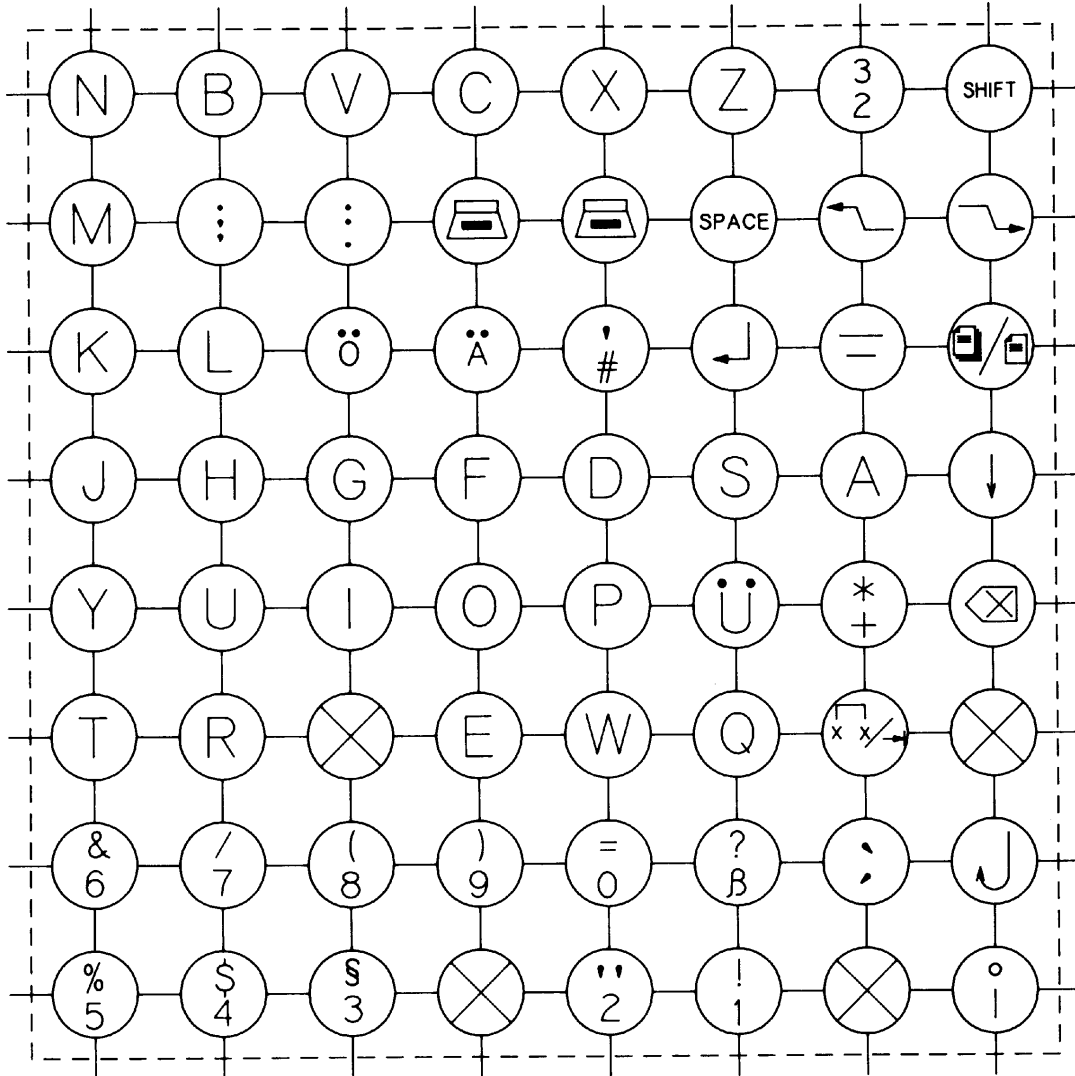 N B V C X Z 3 2 SHIFT
M ; : SPACE
K L Ö Ä ' # =
J H G F D S A ↓
Y U I O P Ü * +
T R E W Q x x /
& 6 / 7 ( 8 ) 9 = 0 ? ß ` ´
% 5 $ 4 § 3 " 2 ! 1 ° |